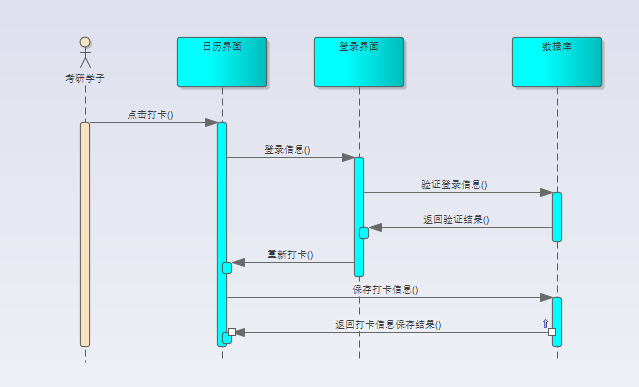 日历界面
登录界面
数据库
考研学子
点击打卡()
登录信息()
验证登录信息()
返回验证结果()
重新打卡()
保存打卡信息()
返回打卡信息保存结果()